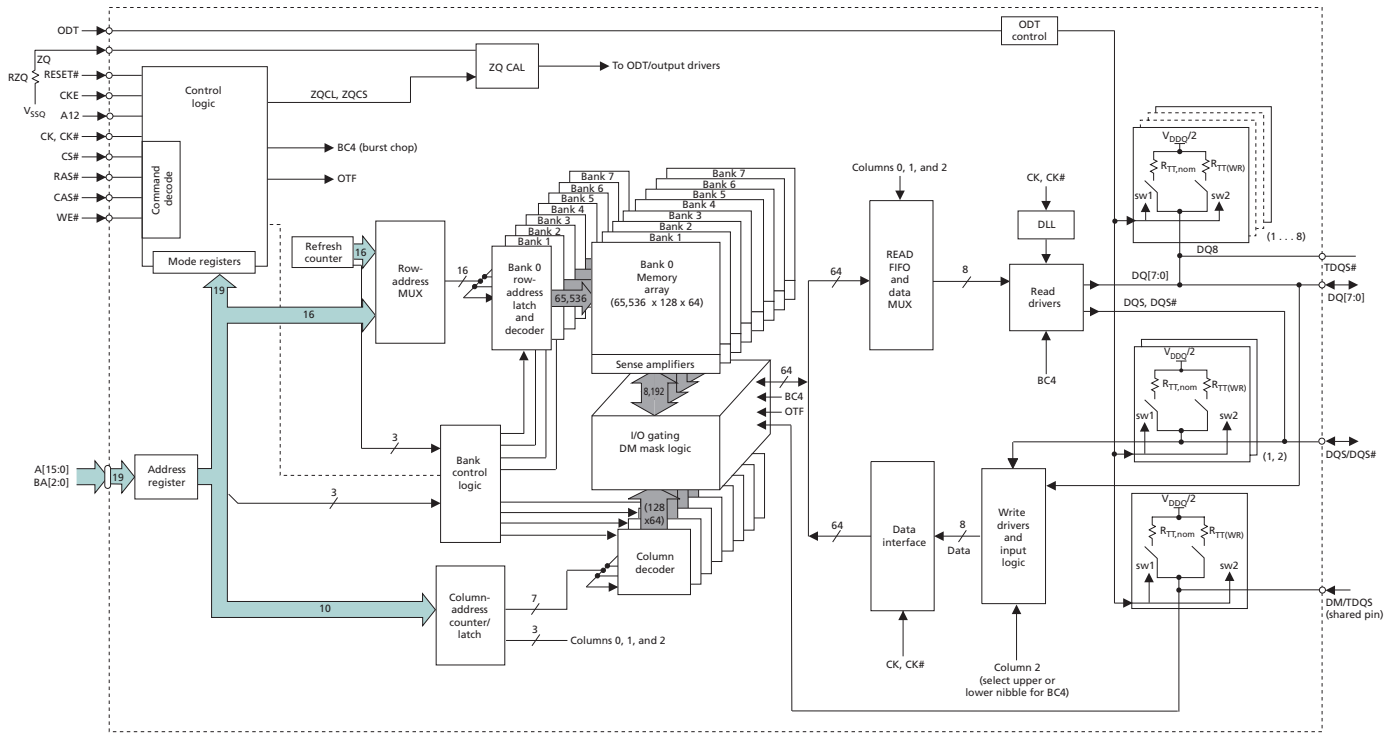 ODT
ODT
control
ZQ
RZQ
RESET#
ZQ CAL
To ODT/output drivers
CKE
Control
logic
ZQCL, ZQCS
VSSQ
A12
CK, CK#
CS#
RAS#
CAS#
WE#
Command
decode
BC4 (burst chop)
OTF
Mode registers
VDDQ/2
RTT,nom
RTT(WR)
sw1
sw2
(1 . . . 8)
Columns 0, 1, and 2
CK, CK#
DLL
Bank 7
Bank 6
Bank 5
Bank 4
Bank 3
Bank 2
Bank 1
Bank 7
Bank 6
Bank 5
Bank 4
Bank 3
Bank 2
Bank 1
Refresh
counter
16
Row-
address
MUX
16
Bank 0
row-
address
latch
and
decoder
65,536
Bank 0
Memory
array
(65,536 x 128 x 64)
Sense amplifiers
64
READ
FIFO
and
data
MUX
8
Read
drivers
DQ8
TDQS#
DQ[7:0]
DQ[7:0]
DQS, DQS#
19
16
BC4
8,192
64
BC4
OTF
I/O gating
DM mask logic
VDDQ/2
RTT,nom
RTT(WR)
sw1
sw2
(1, 2)
DQS/DQS#
3
Bank
control
logic
A[15:0]
BA[2:0]
19
Address
register
3
(128
x64)
Column
decoder
64
Data
interface
8
Data
Write
drivers
and
input
logic
VDDQ/2
RTT,nom
RTT(WR)
sw1
sw2
DM/TDQS
(shared pin)
10
Column-
address
counter/
latch
7
3
Columns 0, 1, and 2
CK, CK#
Column 2
(select upper or
lower nibble for BC4)